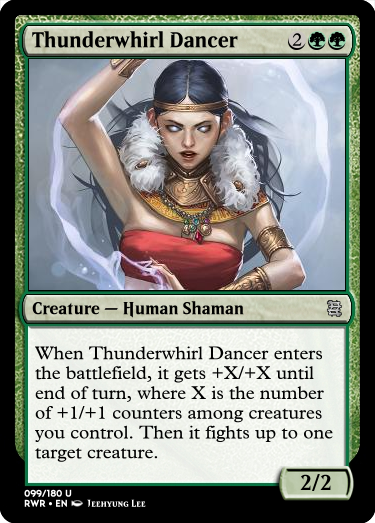 Thunderwhirl Dancer 2
Creature — Human Shaman
When Thunderwhirl Dancer enters
the battlefield, it gets +X/+X until
end of turn, where X is the number
of +1/+1 counters among creatures
you control. Then it fights up to one
target creature.
2/2
099/180 U
RWR • EN Jeehyung Lee